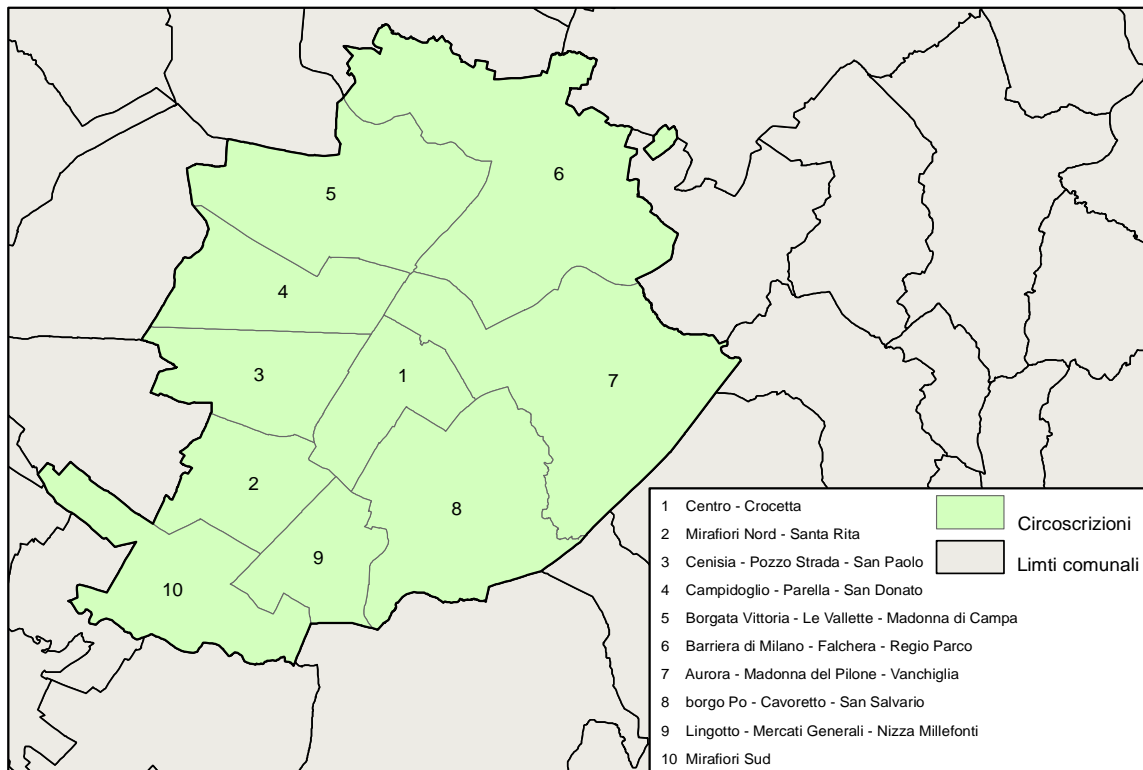 5
6
4
3
1
7
2
8
9
10
1 Centro - Crocetta
2 Mirafiori Nord - Santa Rita
3 Cenisia - Pozzo Strada - San Paolo
4 Campidoglio - Parella - San Donato
5 Borgata Vittoria - Le Vallette - Madonna di Campa
6 Barriera di Milano - Falchera - Regio Parco
7 Aurora - Madonna del Pilone - Vanchiglia
8 borgo Po - Cavoretto - San Salvario
9 Lingotto - Mercati Generali - Nizza Millefonti
10 Mirafiori Sud
Circoscrizioni
Limti comunali